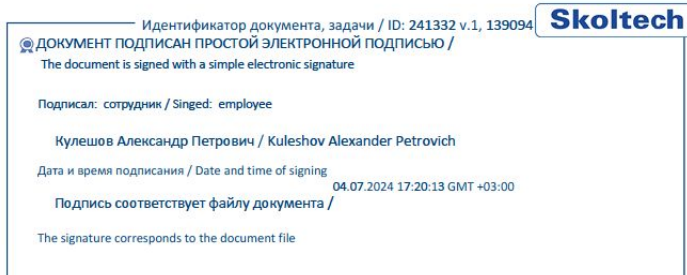 Идентификатор документа, задачи / ID: 241332 v.1, 139094
Skoltech
ДОКУМЕНТ ПОДПИСАН ПРОСТОЙ ЭЛЕКТРОННОЙ ПОДПИСЬЮ /
The document is signed with a simple electronic signature
Подписал: сотрудник / Singed: employee
Кулешов Александр Петрович / Kuleshov Alexander Petrovich
Дата и время подписания / Date and time of signing
04.07.2024 17:20:13 GMT +03:00
Подпись соответствует файлу документа /
The signature corresponds to the document file